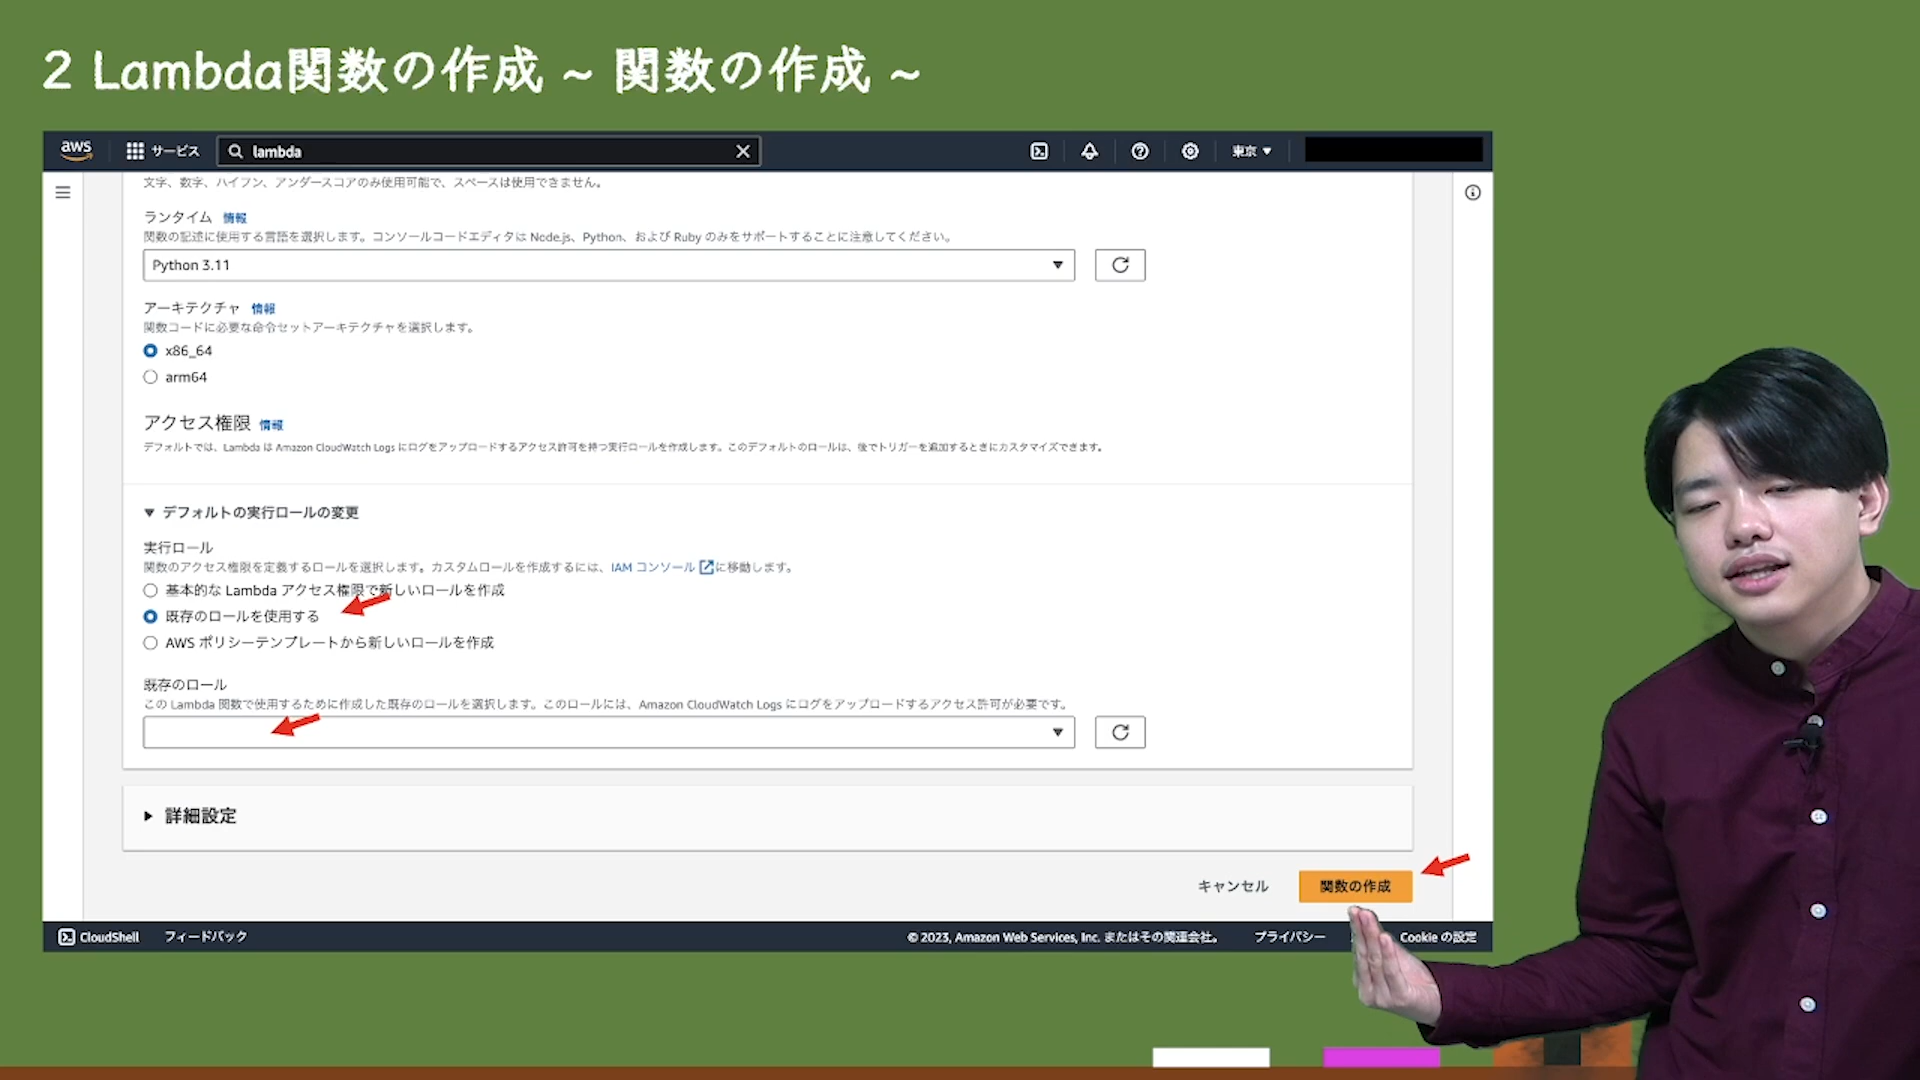 2 Lambda関数の作成 ~ 関数の作成 ~
aws サービス lambda 東京
文字、数字、ハイフン、アンダースコアのみ使用可能で、スペースは使用できません。
ランタイム 情報
関数の記述に使用する言語を選択します。コンソールコードエディタは Node.js、Python、および Ruby のみをサポートすることに注意してください。
Python 3.11
アーキテクチャ 情報
関数コードに必要な命令セットアーキテクチャを選択します。
x86_64
arm64
アクセス権限 情報
デフォルトでは、Lambda は Amazon CloudWatch Logs にログをアップロードするアクセス許可を持つ実行ロールを作成します。このデフォルトのロールは、後でトリガーを追加するときにカスタマイズできます。
デフォルトの実行ロールの変更
実行ロール
関数のアクセス権限を定義するロールを選択します。カスタムロールを作成するには、IAM コンソール に移動します。
基本的な Lambda アクセス権限で新しいロールを作成
既存のロールを使用する
AWS ポリシーテンプレートから新しいロールを作成
既存のロール
この Lambda 関数で使用するために作成した既存のロールを選択します。このロールには、Amazon CloudWatch Logs にログをアップロードするアクセス許可が必要です。
詳細設定
キャンセル 関数の作成
CloudShell フィードバック © 2023, Amazon Web Services, Inc. またはその関連会社。 プライバシー Cookie の設定